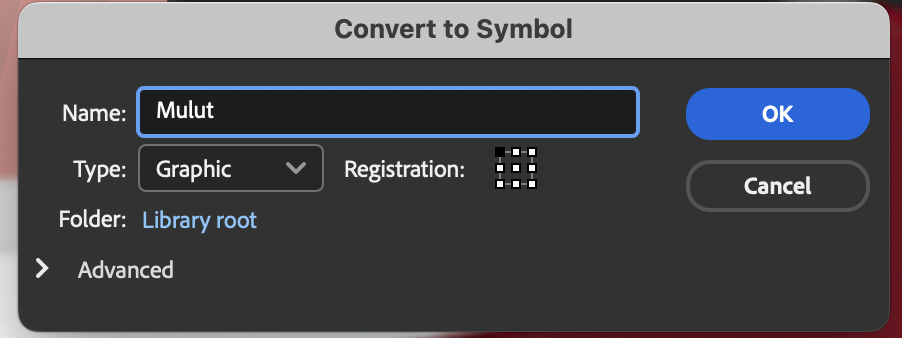 Convert to Symbol
Name: Mulut
OK
Type: Graphic Registration:
Cancel
Folder: Library root
Advanced